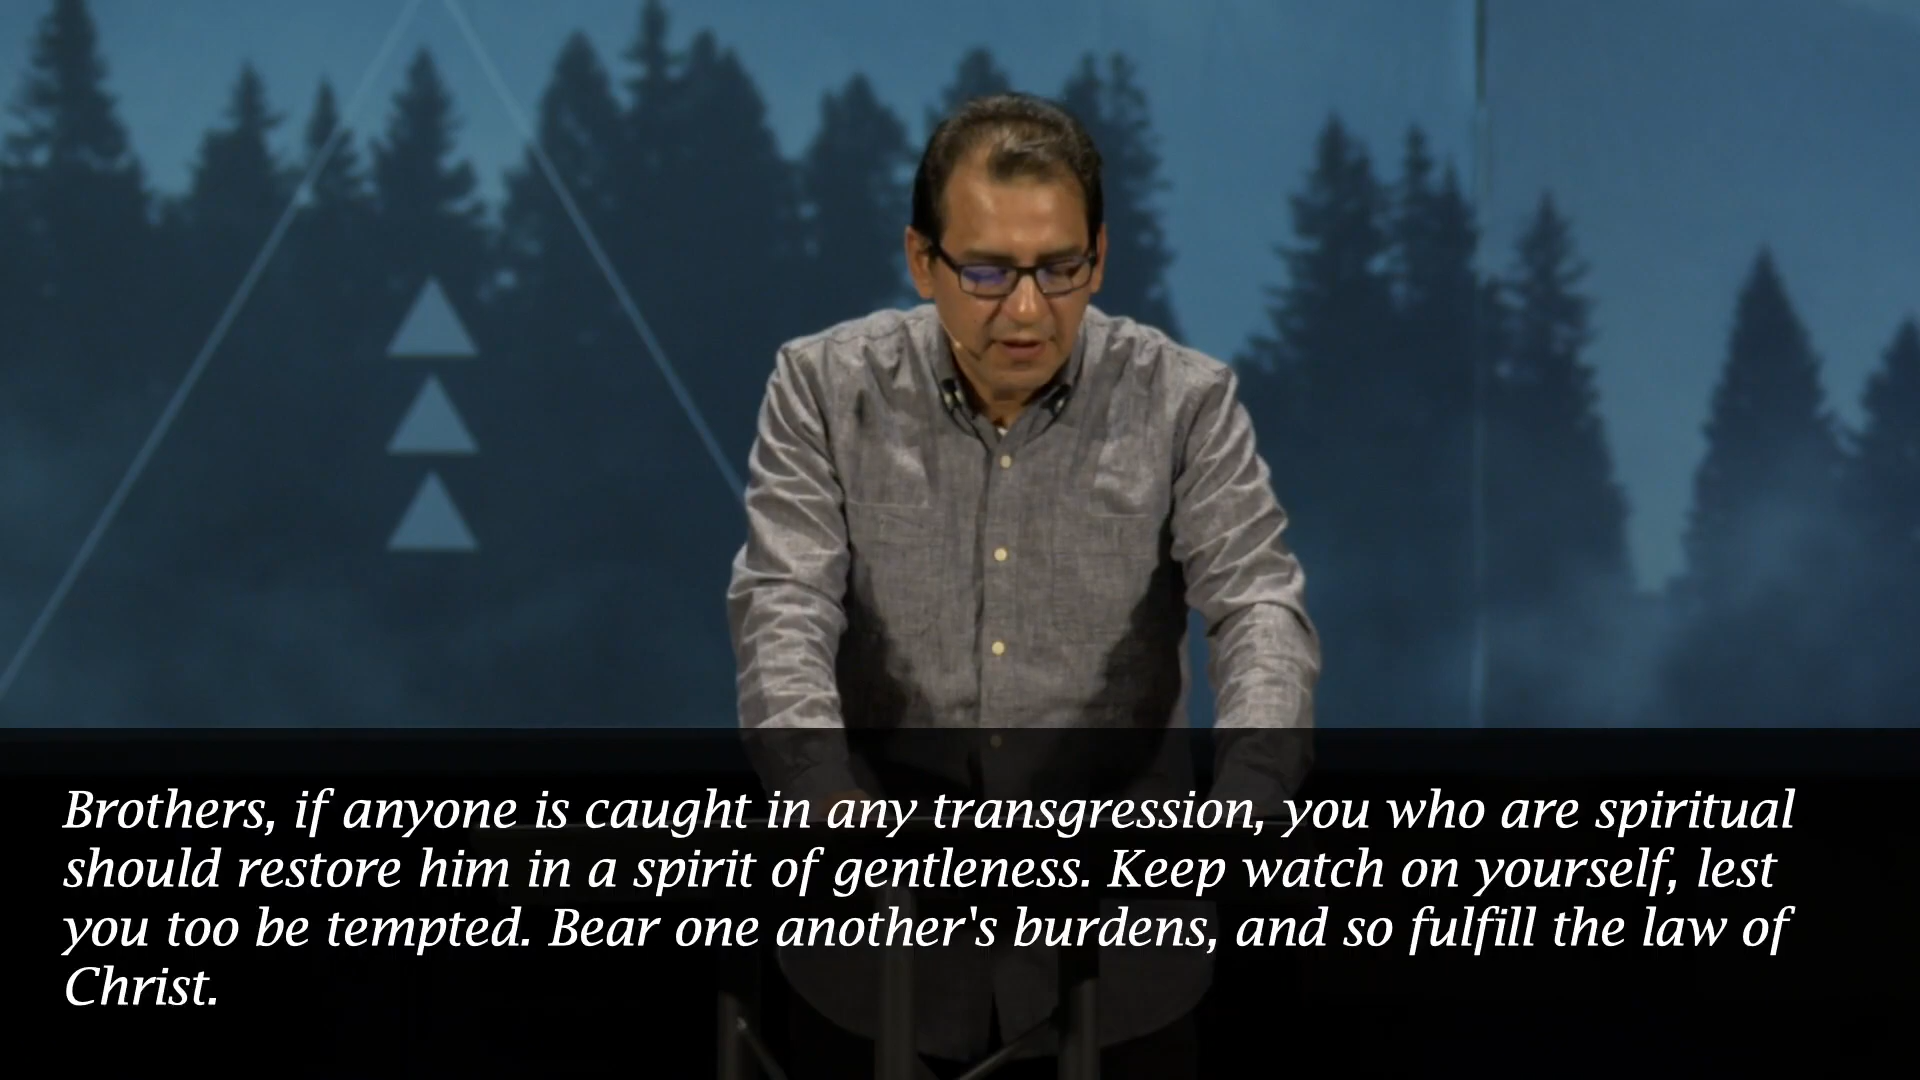 Brothers, if anyone is caught in any transgression, you who are spiritual
should restore him in a spirit of gentleness. Keep watch on yourself, lest
you too be tempted. Bear one another's burdens, and so fulfill the law of
Christ.